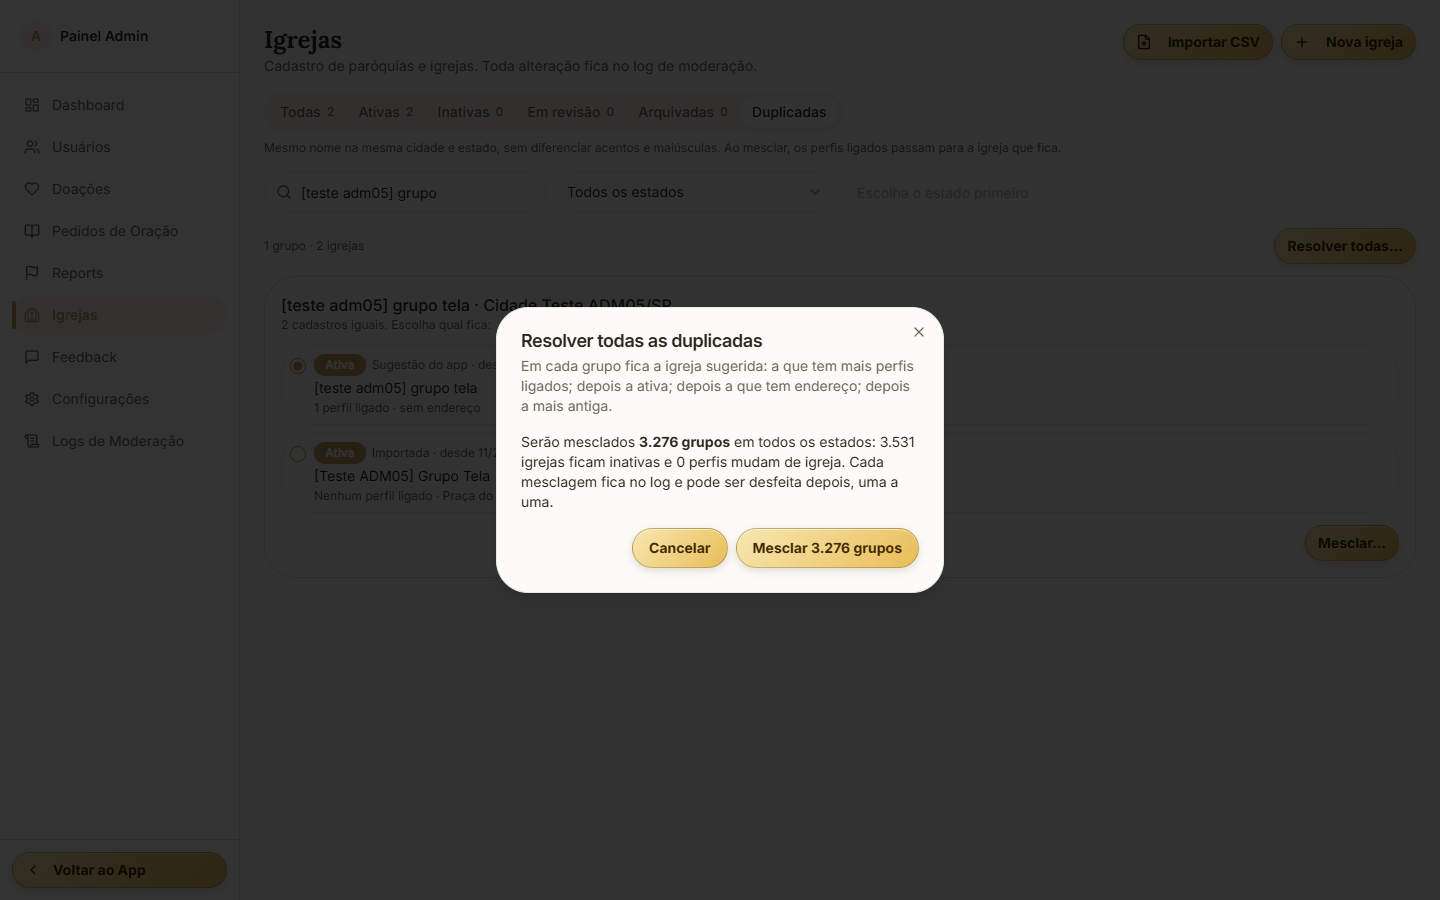 A Painel Admin
Dashboard
Usuários
Doações
Pedidos de Oração
Reports
Igrejas
Feedback
Configurações
Logs de Moderação
Voltar ao App
Igrejas
Cadastro de paróquias e igrejas. Toda alteração fica no log de moderação.
Importar CSV
Nova igreja
Todas 2 Ativas 2 Inativas 0 Em revisão 0 Arquivadas 0 Duplicadas
Mesmo nome na mesma cidade e estado, sem diferenciar acentos e maiúsculas. Ao mesclar, os perfis ligados passam para a igreja que fica.
[teste adm05] grupo
Todos os estados
Escolha o estado primeiro
1 grupo · 2 igrejas
Resolver todas...
[teste adm05] grupo tela · Cidade Teste ADM05/SP
2 cadastros iguais. Escolha qual fica:
Ativa Sugestão do app · des
[teste adm05] grupo tela
1 perfil ligado · sem endereço
Ativa Importada · desde 11/2
[Teste ADM05] Grupo Tela
Nenhum perfil ligado · Praça do
Mesclar...
Resolver todas as duplicadas
Em cada grupo fica a igreja sugerida: a que tem mais perfis
ligados; depois a ativa; depois a que tem endereço; depois
a mais antiga.
Serão mesclados 3.276 grupos em todos os estados: 3.531
igrejas ficam inativas e 0 perfis mudam de igreja. Cada
mesclagem fica no log e pode ser desfeita depois, uma a
uma.
Cancelar
Mesclar 3.276 grupos